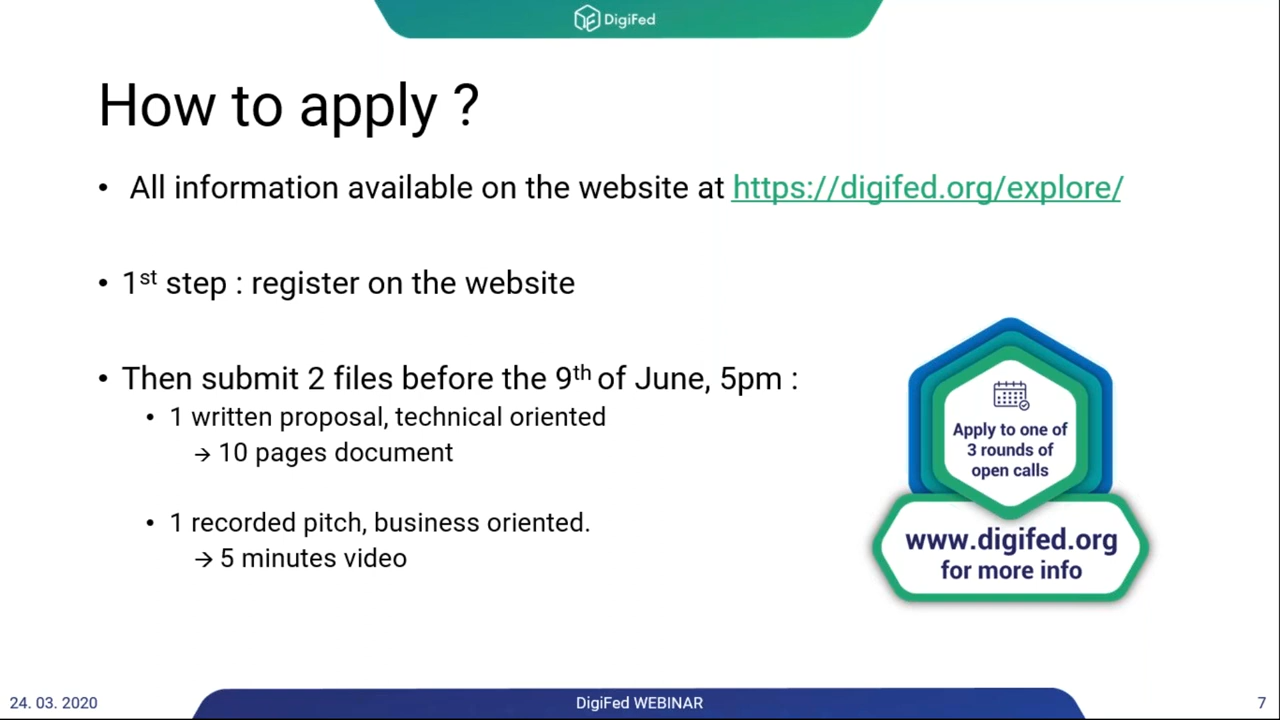 DigiFed
How to apply ?
• All information available on the website at https://digifed.org/explore/
• 1st step : register on the website
• Then submit 2 files before the 9th of June, 5pm :
• 1 written proposal, technical oriented
→ 10 pages document
• 1 recorded pitch, business oriented.
→ 5 minutes video
Apply to one of
3 rounds of
open calls
www.digifed.org
for more info
24. 03. 2020
DigiFed WEBINAR
7